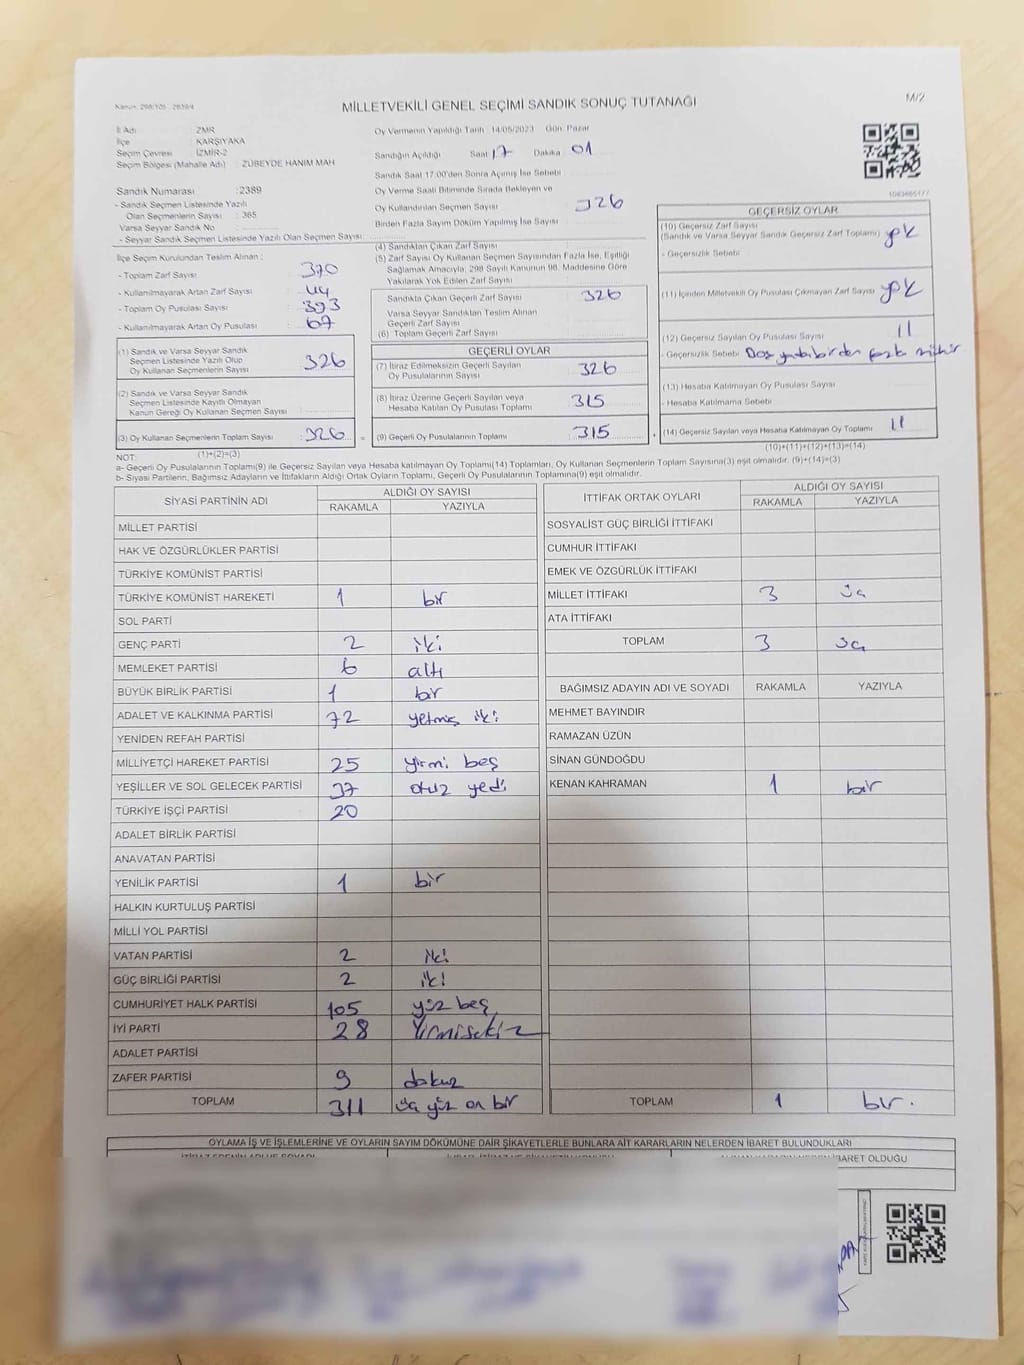 Kanun, 298/105 , 2839/4
MİLLETVEKİLİ GENEL SEÇİMİ SANDIK SONUÇ TUTANAĞI
M/2
İl Adı : ZMR
İlçe : KARŞIYAKA
Seçim Çevresi : İZMİR-2
Seçim Bölgesi (Mahalle Adı) : ZÜBEYDE HANIM MAH
Sandık Numarası :2389
- Sandık Seçmen Listesinde Yazılı
Olan Seçmenlerin Sayısı : 365
Varsa Seyyar Sandık No :
- Seyyar Sandık Seçmen Listesinde Yazılı Olan Seçmen Sayısı:
Oy Vermenin Yapıldığı Tarih :14/05/2023 Gün: Pazar
Sandığın Açıldığı Saat 17 Dakika 01
Sandık Saat 17:00'den Sonra Açılmış İse Sebebi
Oy Verme Saati Bitiminde Sırada Bekleyen ve
Oy Kullandırılan Seçmen Sayısı 326
Birden Fazla Sayım Döküm Yapılmış İse Sayısı
1083665177
İlçe Seçim Kurulundan Teslim Alınan ;
- Toplam Zarf Sayısı : 370
- Kullanılmayarak Artan Zarf Sayısı : 44
- Toplam Oy Pusulası Sayısı : 393
- Kullanılmayarak Artan Oy Pusulası : 67
(1) Sandık ve Varsa Seyyar Sandık
Seçmen Listesinde Yazılı Olup
Oy Kullanan Seçmenlerin Sayısı : 326
(2) Sandık ve Varsa Seyyar Sandık
Seçmen Listesinde Kayıtlı Olmayan
Kanun Gereği Oy Kullanan Seçmen Sayısı :
(3) Oy Kullanan Seçmenlerin Toplam Sayısı : 326 =
(1)+(2)=(3)
(4) Sandıktan Çıkan Zarf Sayısı
(5) Zarf Sayısı Oy Kullanan Seçmen Sayısından Fazla İse, Eşitliği
Sağlamak Amacıyla; 298 Sayılı Kanunun 98. Maddesine Göre
Yakılarak Yok Edilen Zarf Sayısı
Sandıkta Çıkan Geçerli Zarf Sayısı 326
Varsa Seyyar Sandıktan Teslim Alınan
Geçerli Zarf Sayısı
(6) Toplam Geçerli Zarf Sayısı
GEÇERLİ OYLAR
(7) İtiraz Edilmeksizin Geçerli Sayılan
Oy Pusulalarının Sayısı 326
(8) İtiraz Üzerine Geçerli Sayılan veya
Hesaba Katılan Oy Pusulası Toplamı 315
(9) Geçerli Oy Pusulalarının Toplamı 315
GEÇERSİZ OYLAR
(10) Geçersiz Zarf Sayısı
(Sandık ve Varsa Seyyar Sandık Geçersiz Zarf Toplamı) yok
- Geçersizlik Sebebi
(11) İçinden Milletvekili Oy Pusulası Çıkmayan Zarf Sayısı yok
(12) Geçersiz Sayılan Oy Pusulası Sayısı 11
- Geçersizlik Sebebi birden fazla mühür
(13) Hesaba Katılmayan Oy Pusulası Sayısı
- Hesaba Katılmama Sebebi
(14) Geçersiz Sayılan veya Hesaba Katılmayan Oy Toplamı 11
(10)+(11)+(12)+(13)=(14)
NOT:
a- Geçerli Oy Pusulalarının Toplamı(9) ile Geçersiz Sayılan veya Hesaba katılmayan Oy Toplamı(14) Toplamları, Oy Kullanan Seçmenlerin Toplam Sayısına(3) eşit olmalıdır. (9)+(14)=(3)
b- Siyasi Partilerin, Bağımsız Adayların ve İttifakların Aldığı Ortak Oyların Toplamı, Geçerli Oy Pusulalarının Toplamına(9) eşit olmalıdır.
SİYASİ PARTİNİN ADI ALDIĞI OY SAYISI
RAKAMLA YAZIYLA
MİLLET PARTİSİ
HAK VE ÖZGÜRLÜKLER PARTİSİ
TÜRKİYE KOMÜNİST PARTİSİ
TÜRKİYE KOMÜNİST HAREKETİ 1 bir
SOL PARTİ
GENÇ PARTİ 2 iki
MEMLEKET PARTİSİ 6 altı
BÜYÜK BİRLİK PARTİSİ 1 bir
ADALET VE KALKINMA PARTİSİ 72 yetmiş iki
YENİDEN REFAH PARTİSİ
MİLLİYETÇİ HAREKET PARTİSİ 25 yirmi beş
YEŞİLLER VE SOL GELECEK PARTİSİ 37 otuz yedi
TÜRKİYE İŞÇİ PARTİSİ 20
ADALET BİRLİK PARTİSİ
ANAVATAN PARTİSİ
YENİLİK PARTİSİ 1 bir
HALKIN KURTULUŞ PARTİSİ
MİLLİ YOL PARTİSİ
VATAN PARTİSİ 2 iki
GÜÇ BİRLİĞİ PARTİSİ 2 iki
CUMHURİYET HALK PARTİSİ 105 yüz beş
İYİ PARTİ 28 Yirmisekiz
ADALET PARTİSİ
ZAFER PARTİSİ 9 dokuz
TOPLAM 311 üç yüz on bir
İTTİFAK ORTAK OYLARI ALDIĞI OY SAYISI
RAKAMLA YAZIYLA
SOSYALİST GÜÇ BİRLİĞİ İTTİFAKI
CUMHUR İTTİFAKI
EMEK VE ÖZGÜRLÜK İTTİFAKI
MİLLET İTTİFAKI 3 üç
ATA İTTİFAKI
TOPLAM 3 üç
BAĞIMSIZ ADAYIN ADI VE SOYADI RAKAMLA YAZIYLA
MEHMET BAYINDIR
RAMAZAN ÜZÜN
SİNAN GÜNDOĞDU
KENAN KAHRAMAN 1 bir
TOPLAM 1 bir.
OYLAMA İŞ VE İŞLEMLERİNE VE OYLARIN SAYIM DÖKÜMÜNE DAİR ŞİKAYETLERLE BUNLARA AİT KARARLARIN NELERDEN İBARET BULUNDUKLARI
İBARET OLDUĞU